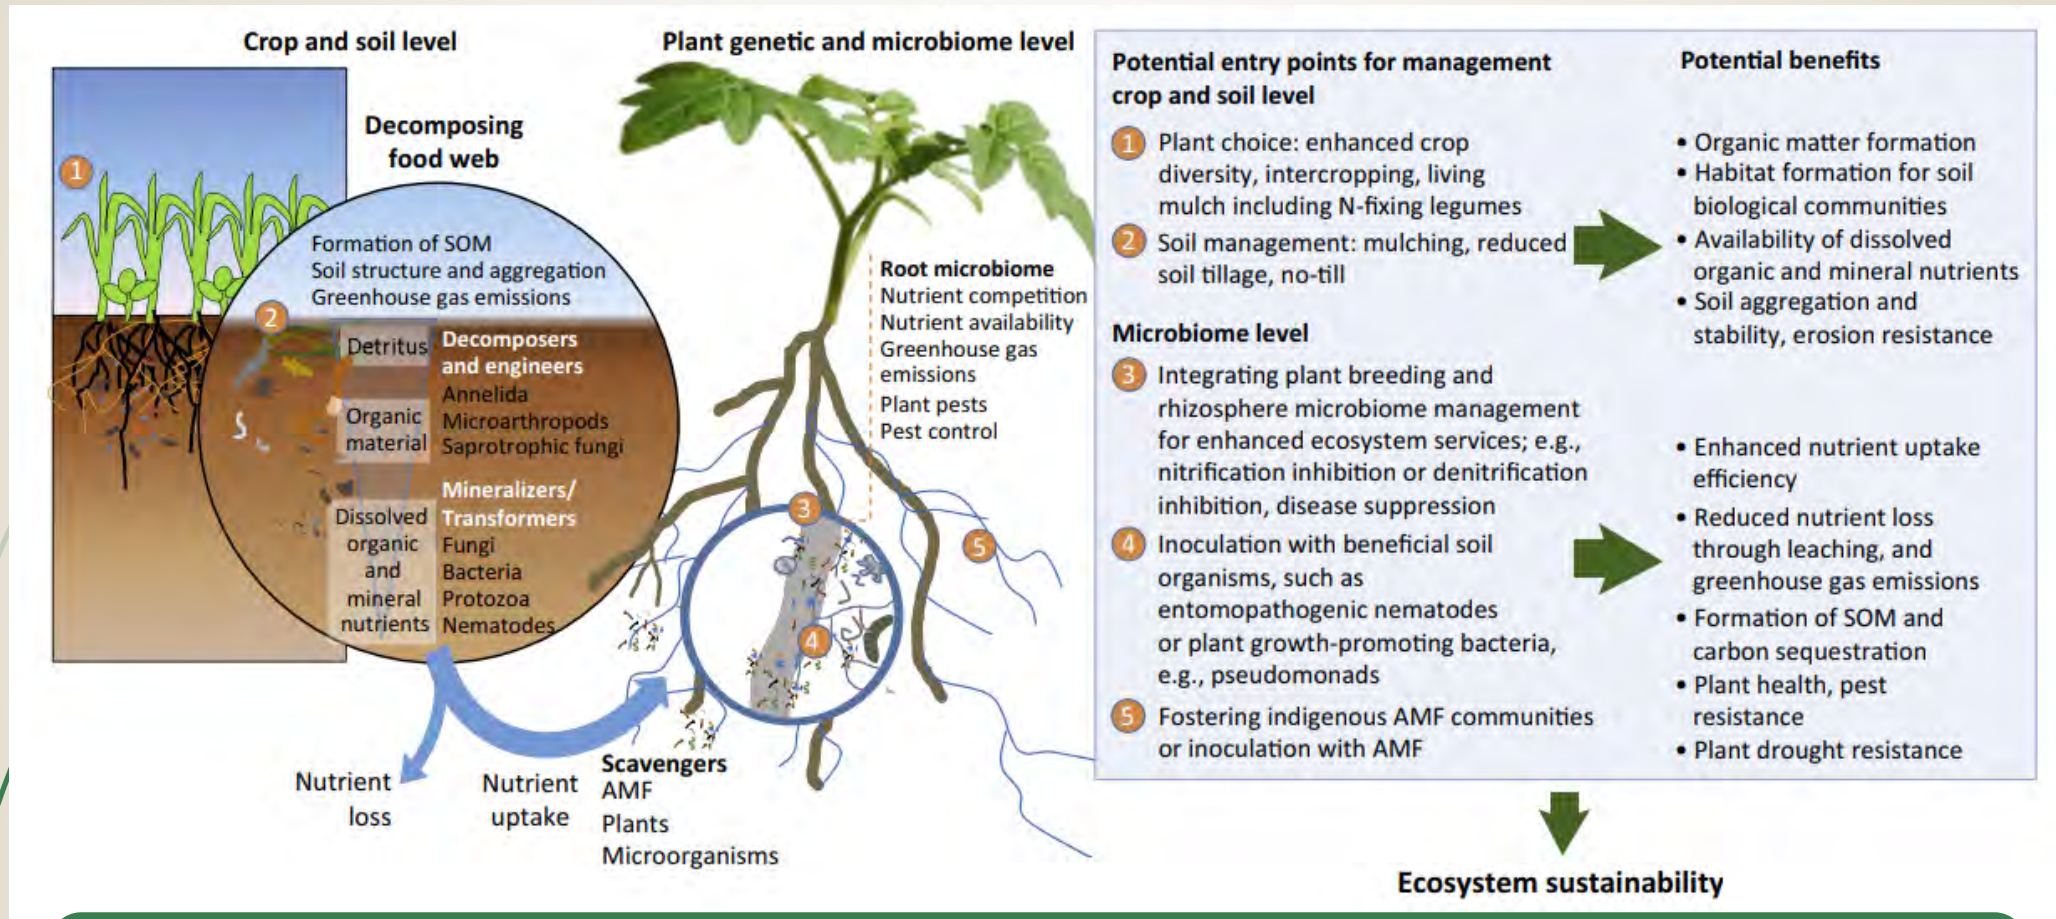 Crop and soil level
1
Decomposing
food web
Formation of SOM
Soil structure and aggregation
Greenhouse gas emissions
2
Detritus
Organic
material
Dissolved
organic
and
mineral
nutrients
Decomposers
and engineers
Annelida
Microarthropods
Saprotrophic fungi
Mineralizers/
Transformers
Fungi
Bacteria
Protozoa
Nematodes
Nutrient
loss
Nutrient
uptake
Scavengers
AMF
Plants
Microorganisms
Plant genetic and microbiome level
Root microbiome
Nutrient competition
Nutrient availability
Greenhouse gas
emissions
Plant pests
Pest control
3
4
5
Potential entry points for management
crop and soil level
1 Plant choice: enhanced crop
diversity, intercropping, living
mulch including N-fixing legumes
2 Soil management: mulching, reduced
soil tillage, no-till
Microbiome level
3 Integrating plant breeding and
rhizosphere microbiome management
for enhanced ecosystem services; e.g.,
nitrification inhibition or denitrification
inhibition, disease suppression
4 Inoculation with beneficial soil
organisms, such as
entomopathogenic nematodes
or plant growth-promoting bacteria,
e.g., pseudomonads
5 Fostering indigenous AMF communities
or inoculation with AMF
Potential benefits
• Organic matter formation
• Habitat formation for soil
biological communities
• Availability of dissolved
organic and mineral nutrients
• Soil aggregation and
stability, erosion resistance
• Enhanced nutrient uptake
efficiency
• Reduced nutrient loss
through leaching, and
greenhouse gas emissions
• Formation of SOM and
carbon sequestration
• Plant health, pest
resistance
• Plant drought resistance
Ecosystem sustainability